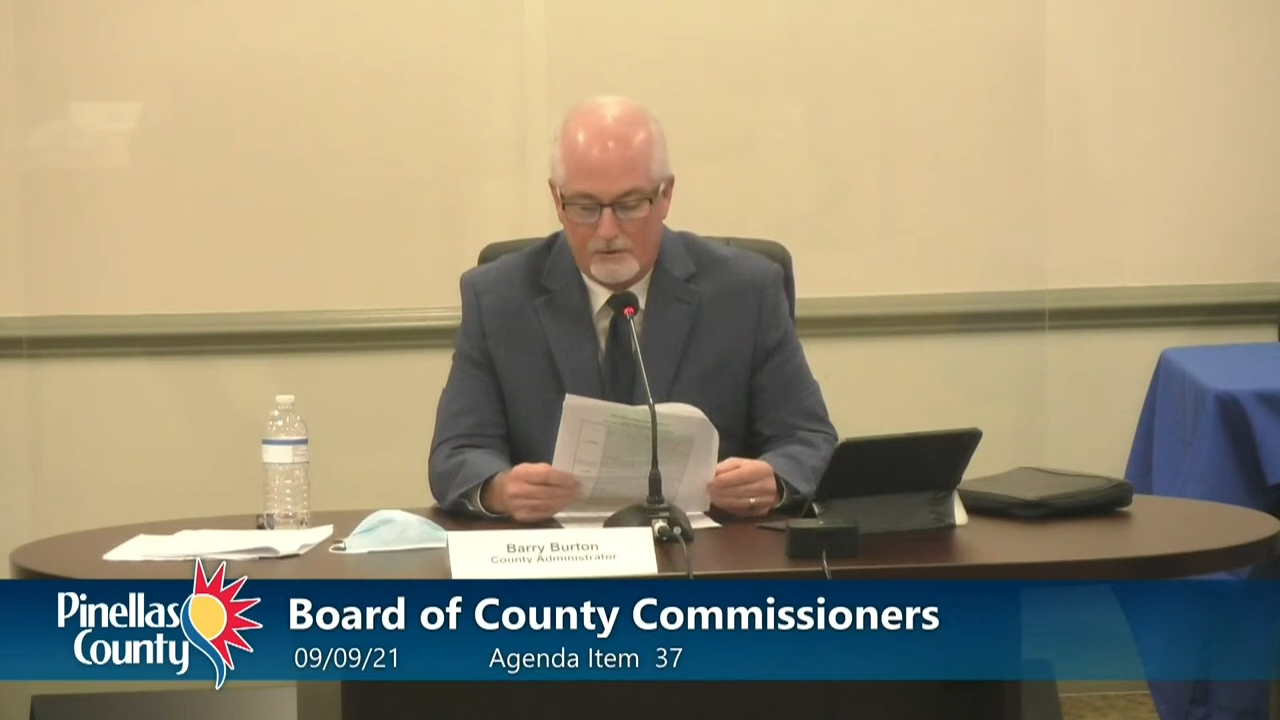 Barry Burton
County Administrator
Pinellas
County
Board of County Commissioners
09/09/21 Agenda Item 37